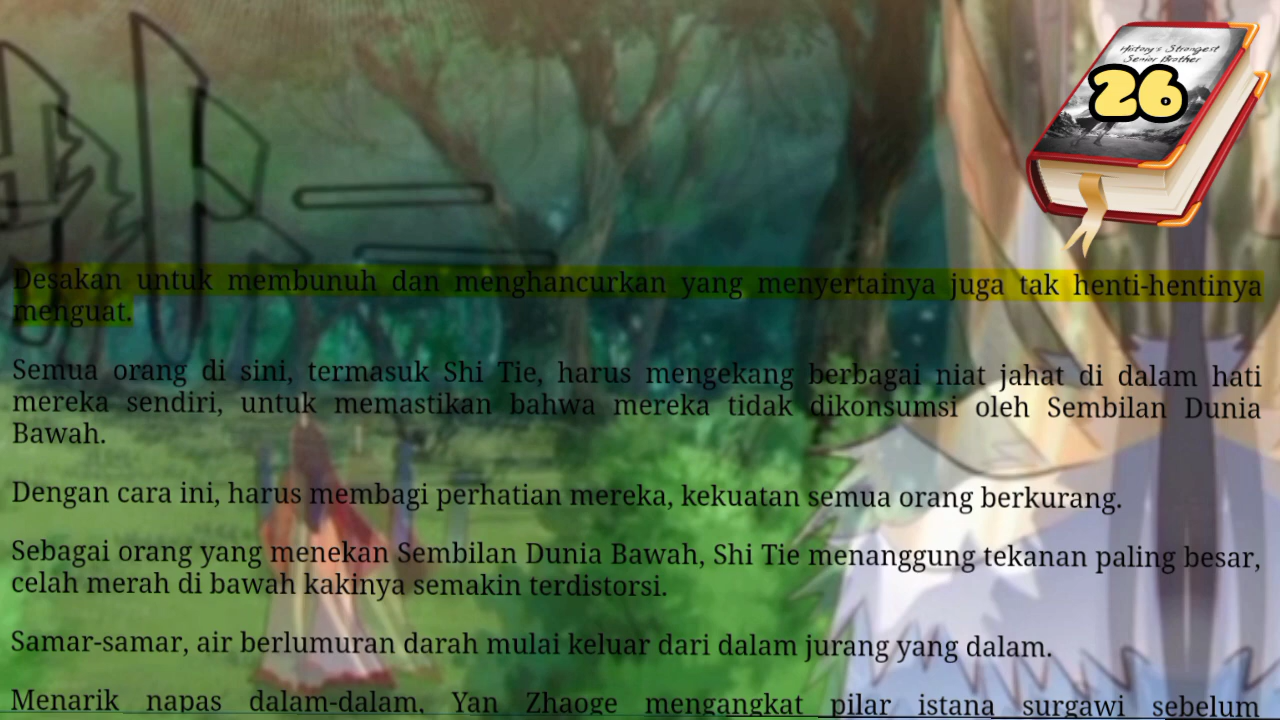 History's Strongest
Senior Brother
26
Desakan untuk membunuh dan menghancurkan yang menyertainya juga tak henti-hentinya
menguat.
Semua orang di sini, termasuk Shi Tie, harus mengekang berbagai niat jahat di dalam hati
mereka sendiri, untuk memastikan bahwa mereka tidak dikonsumsi oleh Sembilan Dunia
Bawah.
Dengan cara ini, harus membagi perhatian mereka, kekuatan semua orang berkurang.
Sebagai orang yang menekan Sembilan Dunia Bawah, Shi Tie menanggung tekanan paling besar,
celah merah di bawah kakinya semakin terdistorsi.
Samar-samar, air berlumuran darah mulai keluar dari dalam jurang yang dalam.
Menarik napas dalam-dalam, Yan Zhaoge mengangkat pilar istana surgawi sebelum